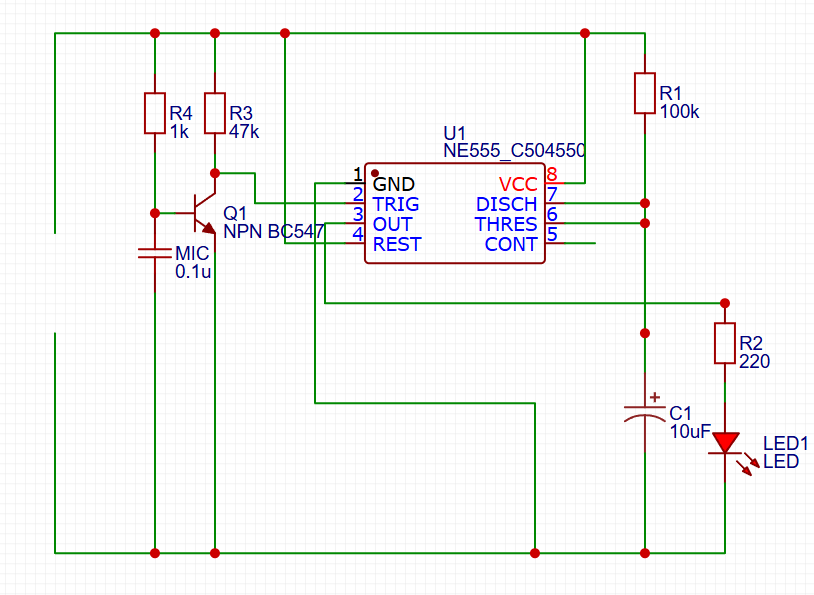 R4
1k
R3
47k
U1
NE555_C504550
R1
100k
1
GND
VCC
8
2
TRIG
DISCH
7
3
OUT
THRES
6
4
REST
CONT
5
Q1
NPN BC547
MIC
0.1u
R2
220
+
C1
10uF
LED1
LED